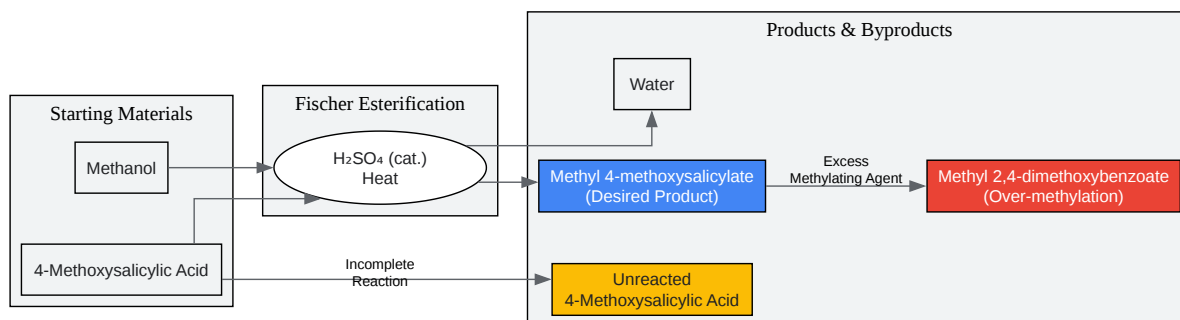 Products & Byproducts
Water
Fischer Esterification
Starting Materials
Methanol
H₂SO₄ (cat.)
Heat
Methyl 4-methoxysalicylate
(Desired Product)
Excess
Methylating Agent
Methyl 2,4-dimethoxybenzoate
(Over-methylation)
4-Methoxysalicylic Acid
Incomplete
Reaction
Unreacted
4-Methoxysalicylic Acid